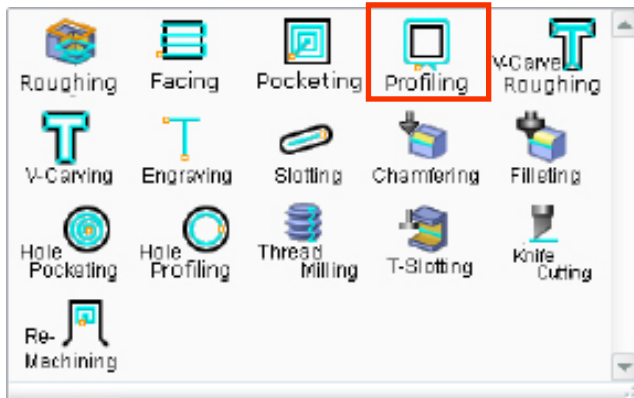 Roughing
Facing
Pocketing
Profiling
V-Carve
Roughing
V-Carving
Engraving
Slotting
Chamfering
Filleting
Hole
Pocketing
Hole
Profiling
Thread
Milling
T-Slotting
Knife
Cutting
Re-
Machining